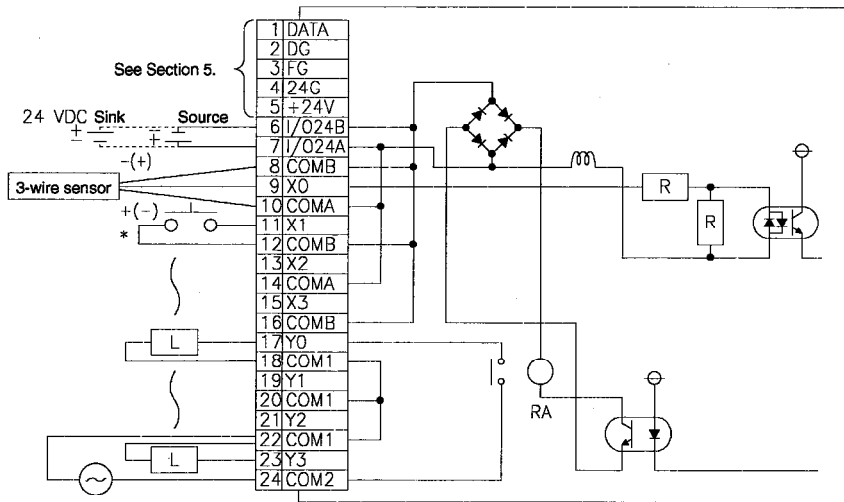 See Section 5.
24 VDC Sink Source
+
-
+
-(+)
3-wire sensor
+(-)
*
L
L
1 DATA
2 DG
3 FG
4 24G
5 +24V
6 I/O24B
7 I/O24A
8 COMB
9 X0
10 COMA
11 X1
12 COMB
13 X2
14 COMA
15 X3
16 COMB
17 Y0
18 COM1
19 Y1
20 COM1
21 Y2
22 COM1
23 Y3
24 COM2
R
R
RA